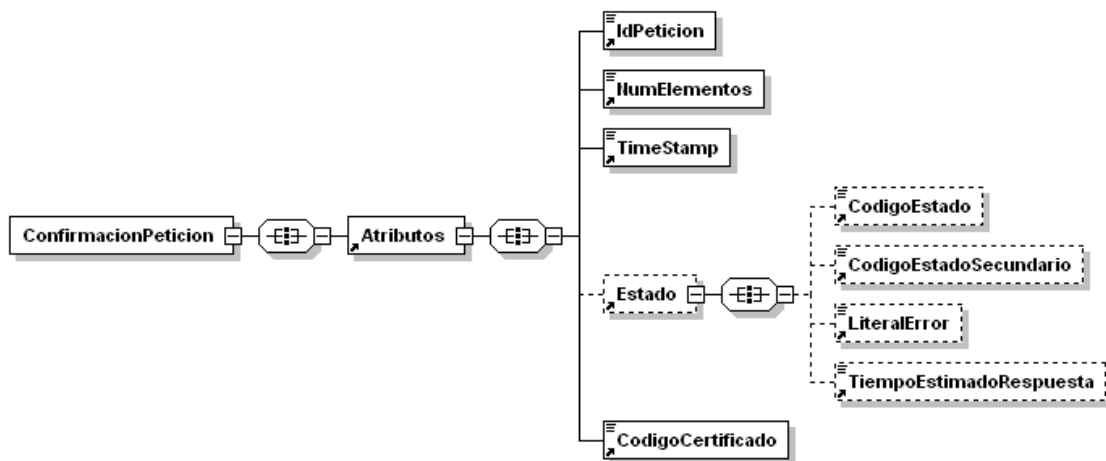 IdPeticion
NumElementos
TimeStamp
ConfirmacionPeticion
Atributos
Estado
CodigoEstado
CodigoEstadoSecundario
LiteralError
TiempoEstimadoRespuesta
CodigoCertificado